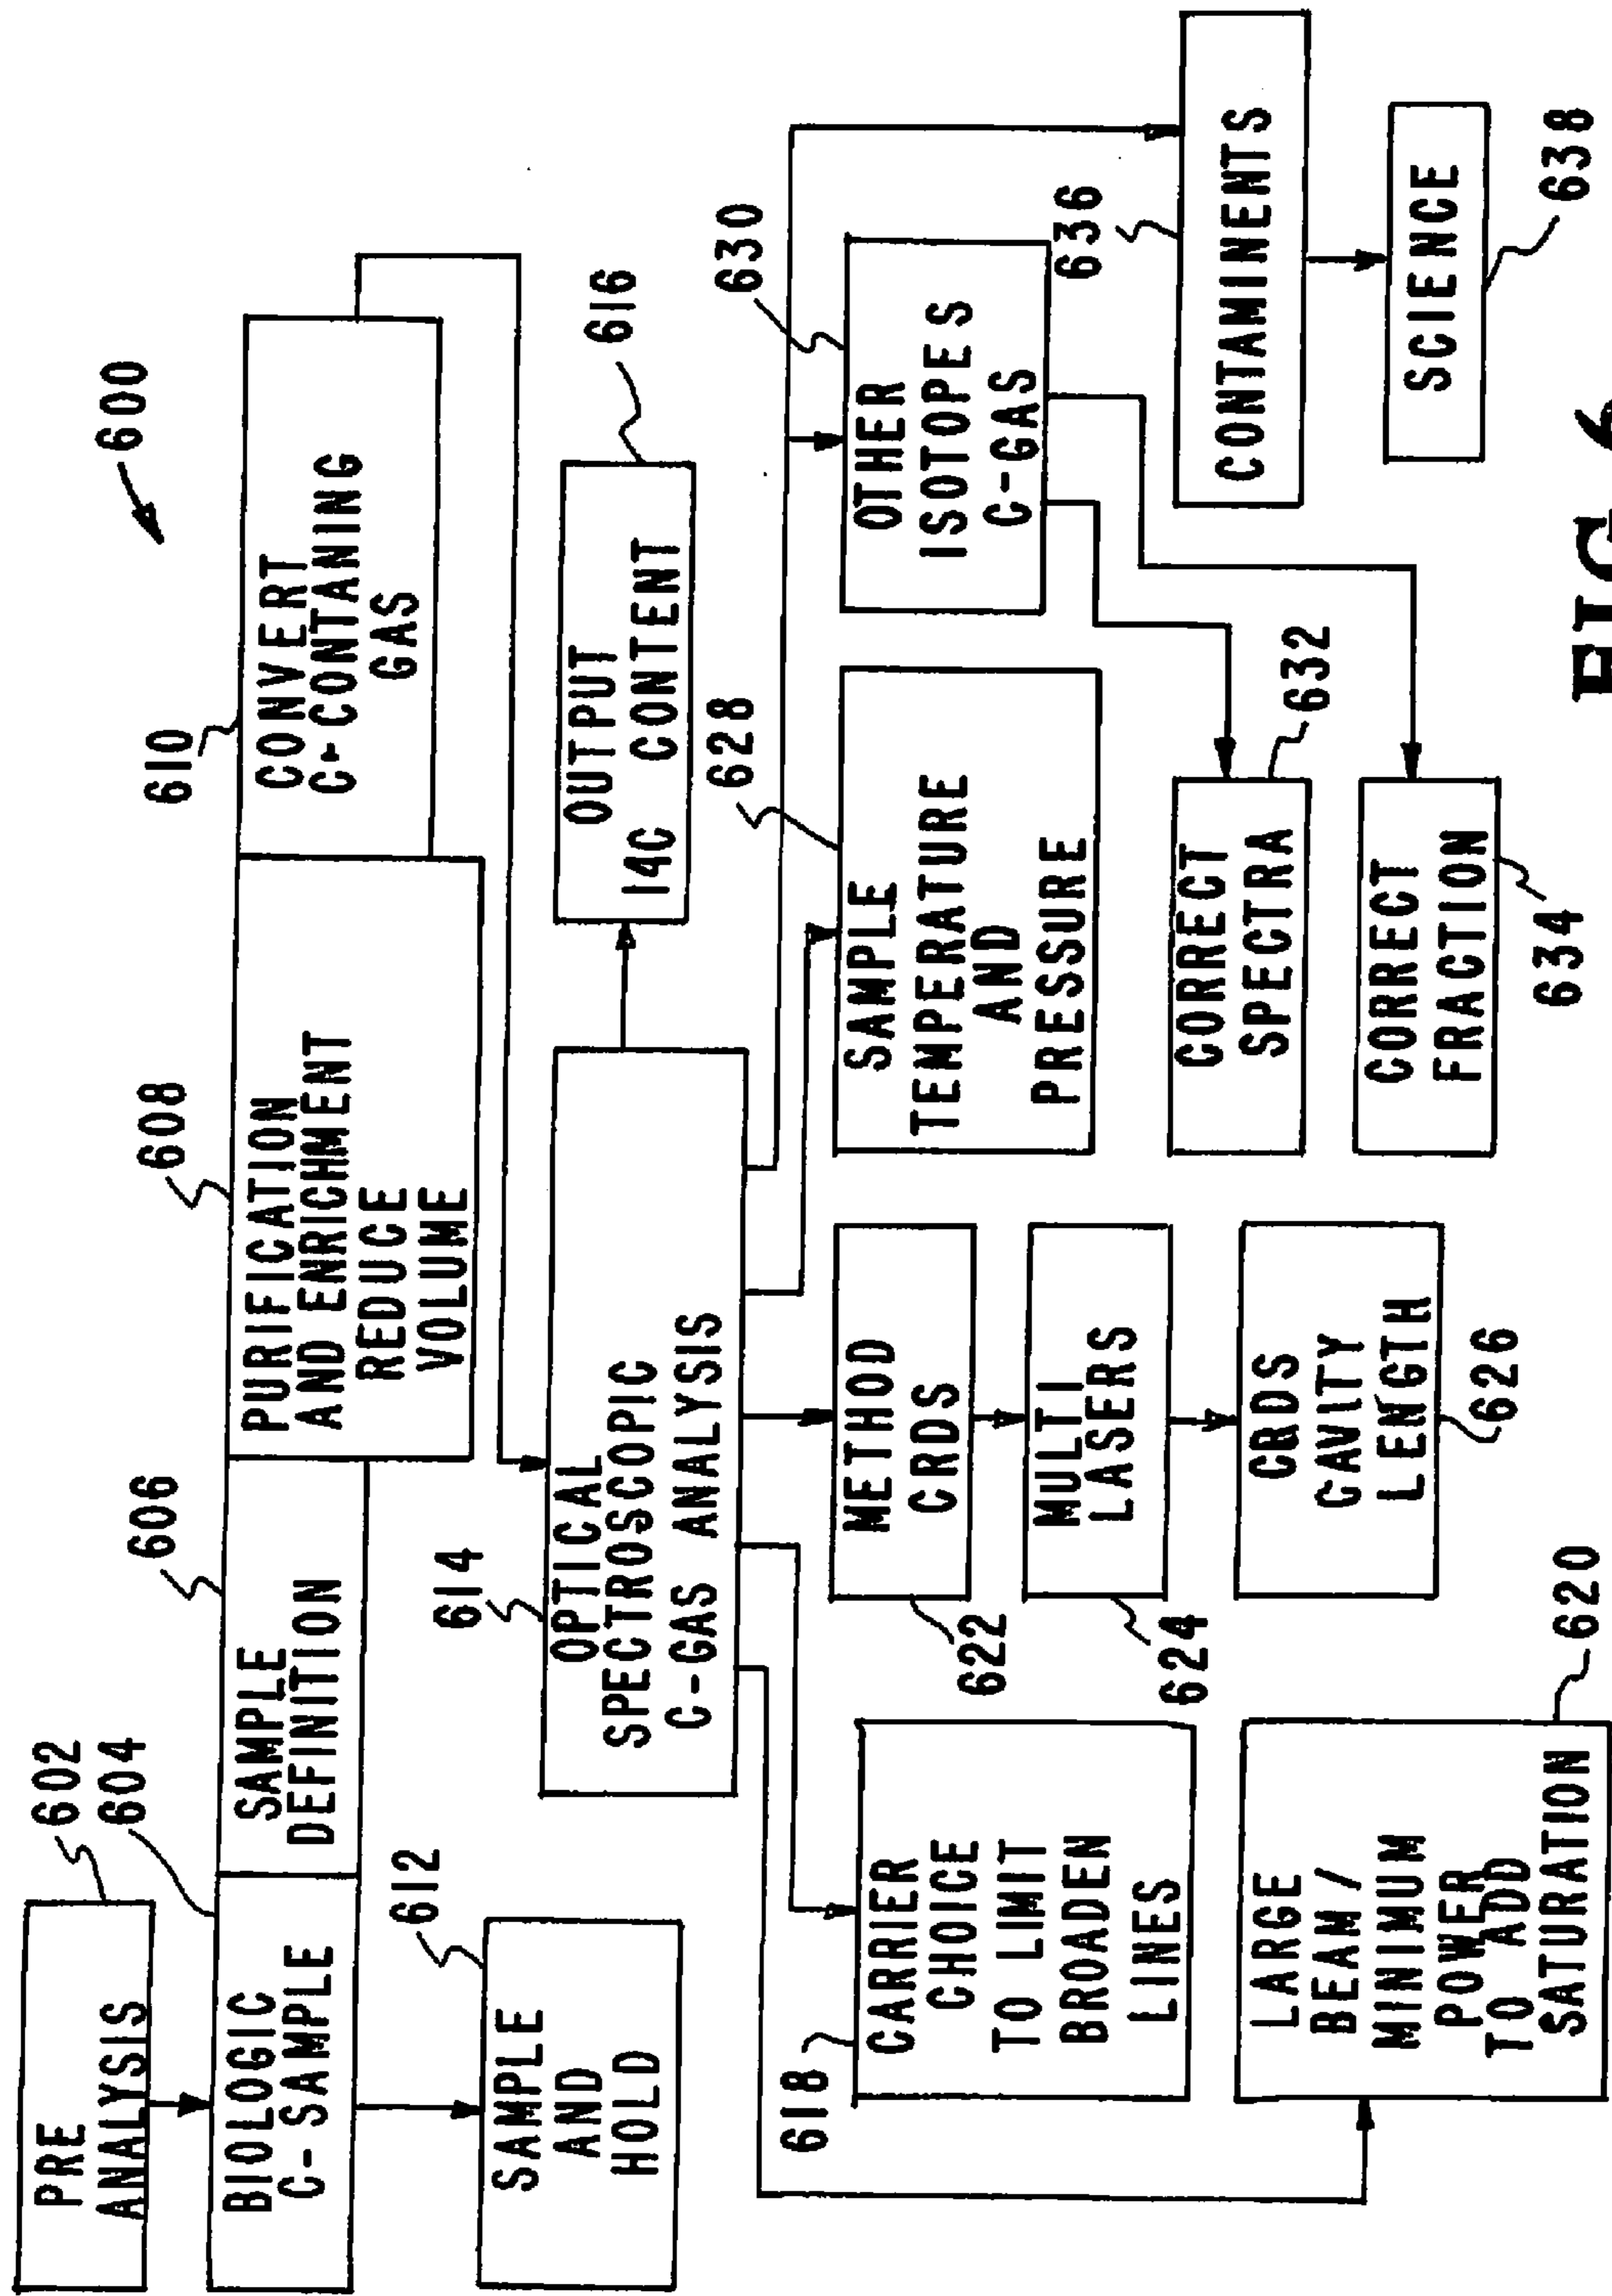 600
602
PRE
ANALYSIS
604
BIOLOGIC
C-SAMPLE
606
SAMPLE
DEFINITION
608
PURIFICATION
AND ENRICHMENT
REDUCE
VOLUME
610
CONVERT
C-CONTANING
GAS
612
SAMPLE
AND
HOLD
614
OPTICAL
SPECTROSCOPIC
C-GAS ANALYSIS
616
OUTPUT
14C CONTENT
618
CARRIER
CHOICE
TO LIMIT
BROADEN
LINES
620
LARGE
BEAM /
MINIMUM
POWER
TO ADD
SATURATION
622
METHOD
CRDS
624
MULTI
LASERS
626
CRDS
CAVITY
LENGTH
628
SAMPLE
TEMPERATURE
AND
PRESSURE
630
OTHER
ISOTOPES
C-GAS
632
CORRECT
SPECTRA
634
CORRECT
FRACTION
636
CONTAMINENTS
638
SCIENCE
FIG. 6